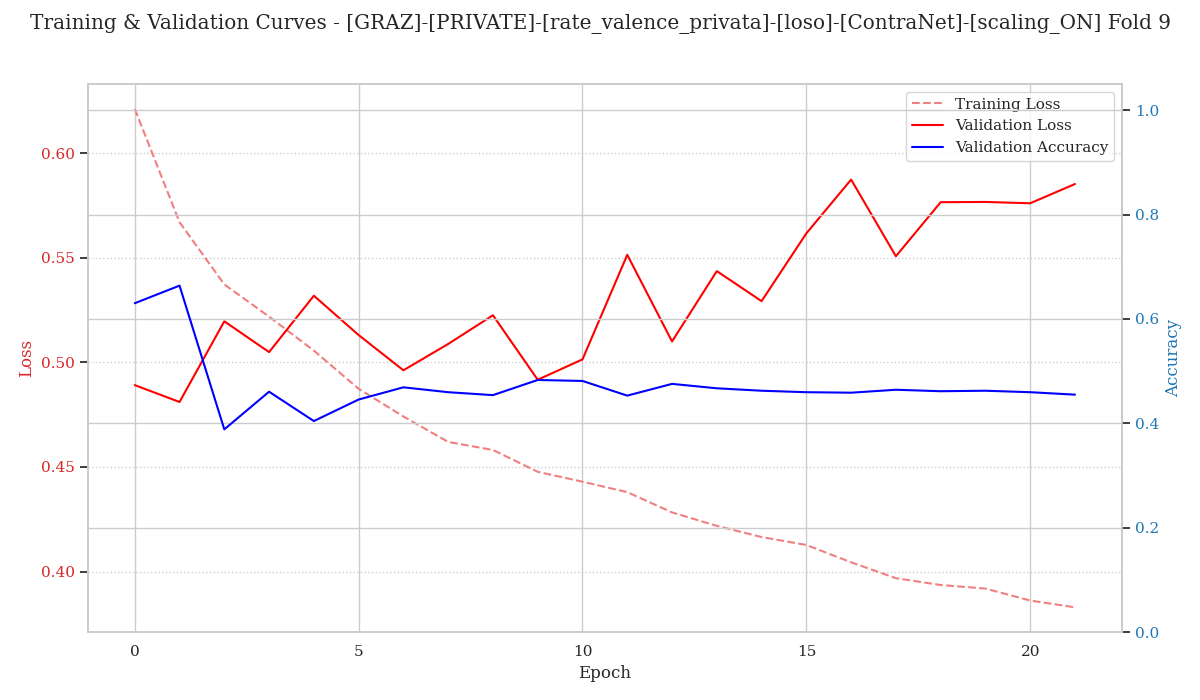 Training & Validation Curves - [GRAZ]-[PRIVATE]-[rate_valence_privata]-[loso]-[ContraNet]-[scaling_ON] Fold 9
Training Loss
Validation Loss
Validation Accuracy
0.60
0.55
0.50
0.45
0.40
Loss
1.0
0.8
0.6
0.4
0.2
0.0
Accuracy
0
5
10
15
20
Epoch